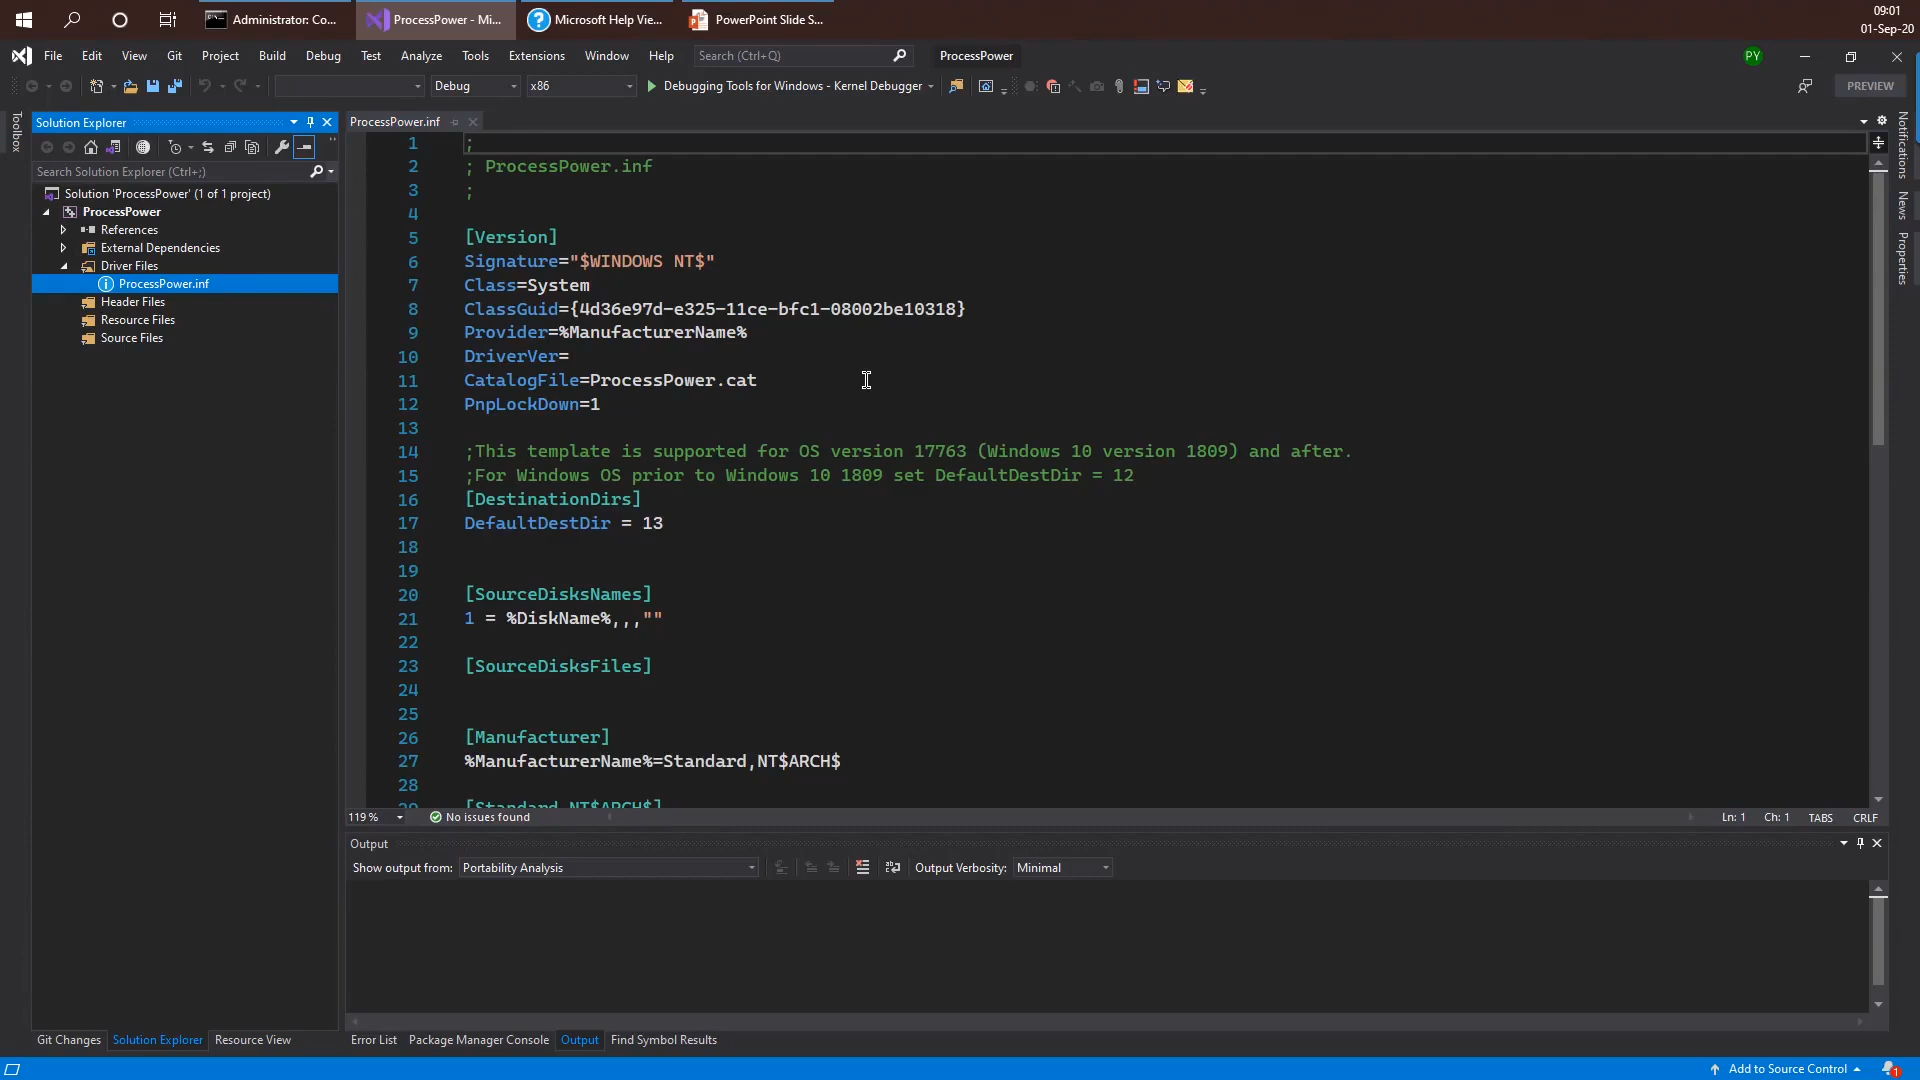 Administrator: Co...
ProcessPower - Mi...
Microsoft Help Vie...
PowerPoint Slide S...
09:01
01-Sep-20
File Edit View Git Project Build Debug Test Analyze Tools Extensions Window Help Search (Ctrl+Q) ProcessPower PY
Debug x86 Debugging Tools for Windows - Kernel Debugger PREVIEW
Toolbox
Solution Explorer
Search Solution Explorer (Ctrl+;)
Solution 'ProcessPower' (1 of 1 project)
ProcessPower
References
External Dependencies
Driver Files
ProcessPower.inf
Header Files
Resource Files
Source Files
ProcessPower.inf
1 ;
2 ; ProcessPower.inf
3 ;
4
5 [Version]
6 Signature="$WINDOWS NT$"
7 Class=System
8 ClassGuid={4d36e97d-e325-11ce-bfc1-08002be10318}
9 Provider=%ManufacturerName%
10 DriverVer=
11 CatalogFile=ProcessPower.cat
12 PnpLockDown=1
13
14 ;This template is supported for OS version 17763 (Windows 10 version 1809) and after.
15 ;For Windows OS prior to Windows 10 1809 set DefaultDestDir = 12
16 [DestinationDirs]
17 DefaultDestDir = 13
18
19
20 [SourceDisksNames]
21 1 = %DiskName%,,,""
22
23 [SourceDisksFiles]
24
25
26 [Manufacturer]
27 %ManufacturerName%=Standard,NT$ARCH$
28
29 [Standard.NT$ARCH$]
119 % No issues found Ln: 1 Ch: 1 TABS CRLF
Output
Show output from: Portability Analysis Output Verbosity: Minimal
Notifications
News
Properties
Git Changes Solution Explorer Resource View
Error List Package Manager Console Output Find Symbol Results
Add to Source Control 1